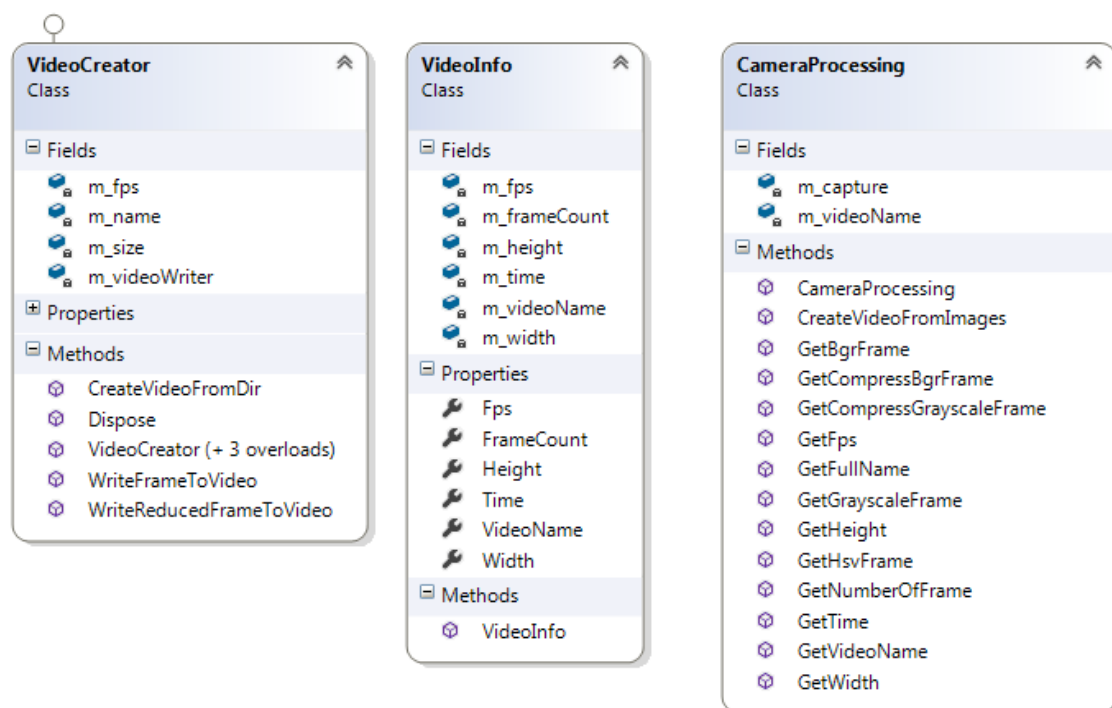 VideoCreator
Class
Fields
m_fps
m_name
m_size
m_videoWriter
Properties
Methods
CreateVideoFromDir
Dispose
VideoCreator (+ 3 overloads)
WriteFrameToVideo
WriteReducedFrameToVideo
VideoInfo
Class
Fields
m_fps
m_frameCount
m_height
m_time
m_videoName
m_width
Properties
Fps
FrameCount
Height
Time
VideoName
Width
Methods
VideoInfo
CameraProcessing
Class
Fields
m_capture
m_videoName
Methods
CameraProcessing
CreateVideoFromImages
GetBgrFrame
GetCompressBgrFrame
GetCompressGrayscaleFrame
GetFps
GetFullName
GetGrayscaleFrame
GetHeight
GetHsvFrame
GetNumberOfFrame
GetTime
GetVideoName
GetWidth